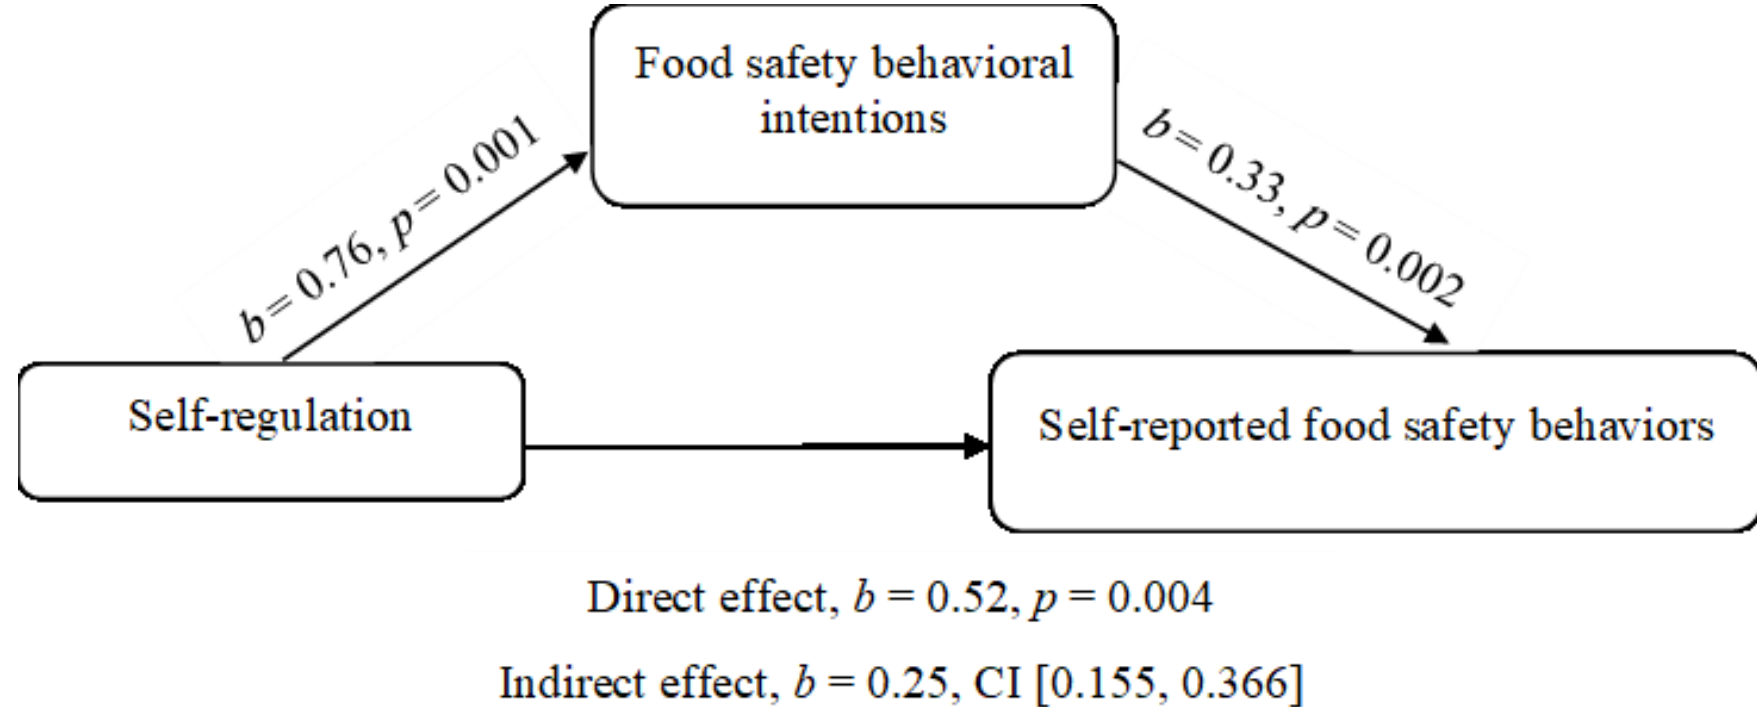 Food safety behavioral
intentions
b = 0.76, p = 0.001
b = 0.33, p = 0.002
Self-regulation
Self-reported food safety behaviors
Direct effect, b = 0.52, p = 0.004
Indirect effect, b = 0.25, CI [0.155, 0.366]